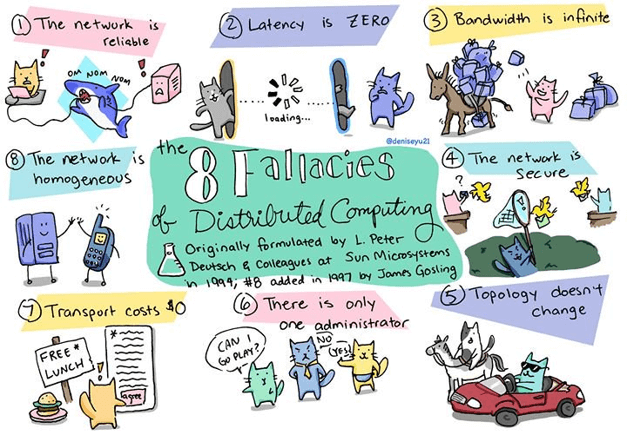 ① The network is
reliable
OM NOM NOM
② Latency is ZERO
loading...
③ Bandwidth is infinite
@deniseyu21
the
8 Fallacies
of Distributed Computing
Originally formulated by L. Peter
Deutsch & Colleagues at Sun Microsystems
in 1994, #8 added in 1997 by James Gosling
④ The network is
secure
?
⑤ Topology doesn't
change
⑥ There is only
one administrator
CAN I
GO PLAY?
NO
YES!
⑦ Transport costs $0
FREE*
LUNCH
*
agree
⑧ The network is
homogeneous